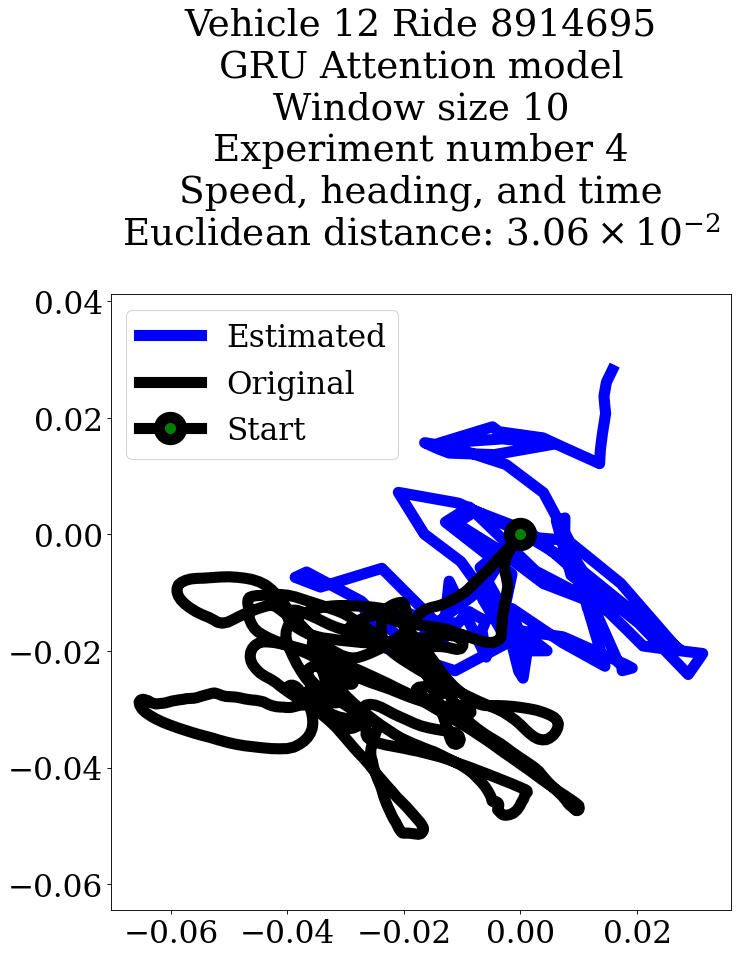 Vehicle 12 Ride 8914695
GRU Attention model
Window size 10
Experiment number 4
Speed, heading, and time
Euclidean distance: 3.06 × 10⁻²
Estimated
Original
Start
0.04
0.02
0.00
−0.02
−0.04
−0.06
−0.06 −0.04 −0.02 0.00 0.02